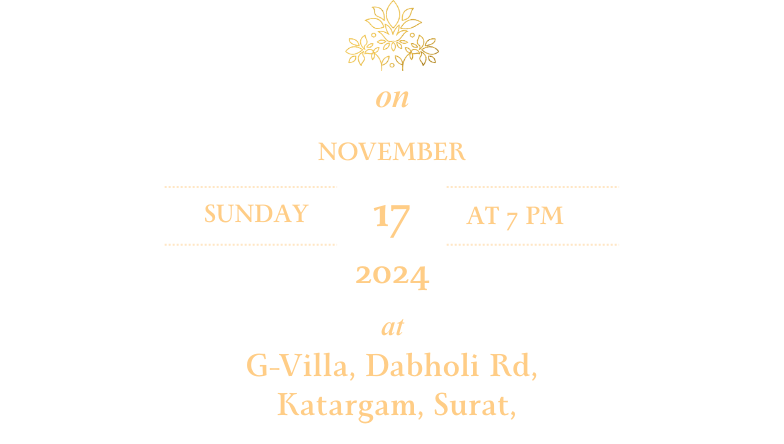 on
NOVEMBER
SUNDAY 17 AT 7 PM
2024
at
G-Villa, Dabholi Rd,
Katargam, Surat,